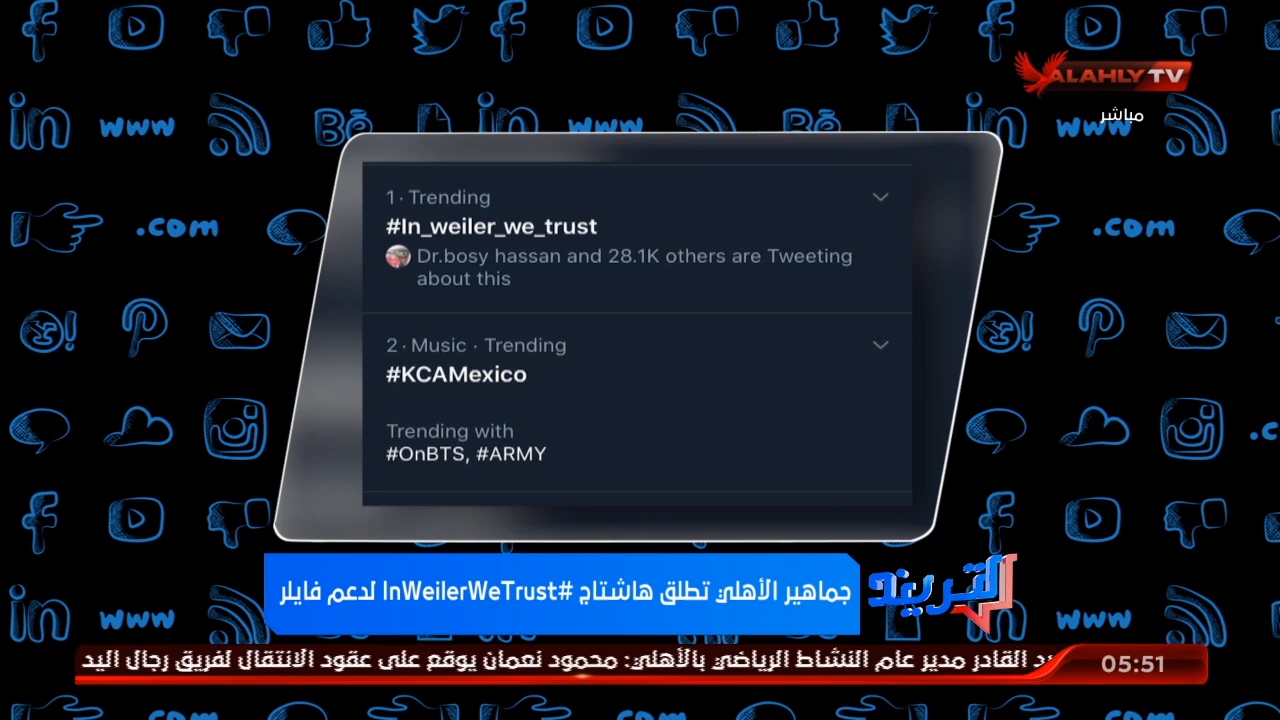 ALAHLY TV
مباشر
1 · Trending
#In_weiler_we_trust
Dr.bosy hassan and 28.1K others are Tweeting
about this
2 · Music · Trending
#KCAMexico
Trending with
#OnBTS, #ARMY
جماهير الأهلي تطلق هاشتاج #InWeilerWeTrust لدعم فايلر
التريند
القادر مدير عام النشاط الرياضي بالأهلي: محمود نعمان يوقع على عقود الانتقال لفريق رجال اليد
05:51